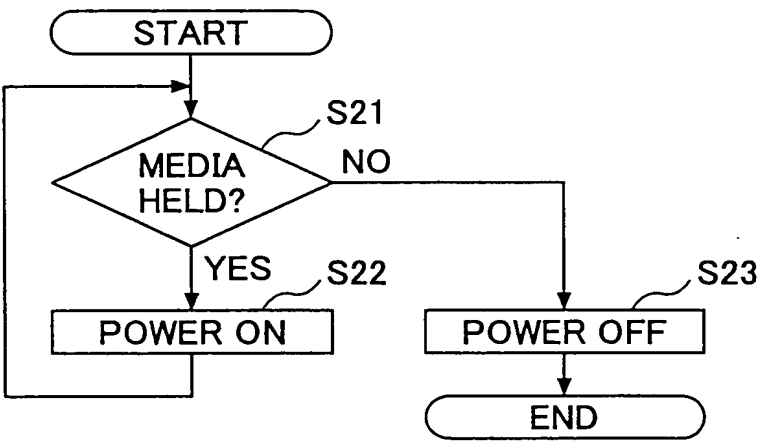 START
S21
MEDIA
HELD?
NO
YES
S22
POWER ON
S23
POWER OFF
END